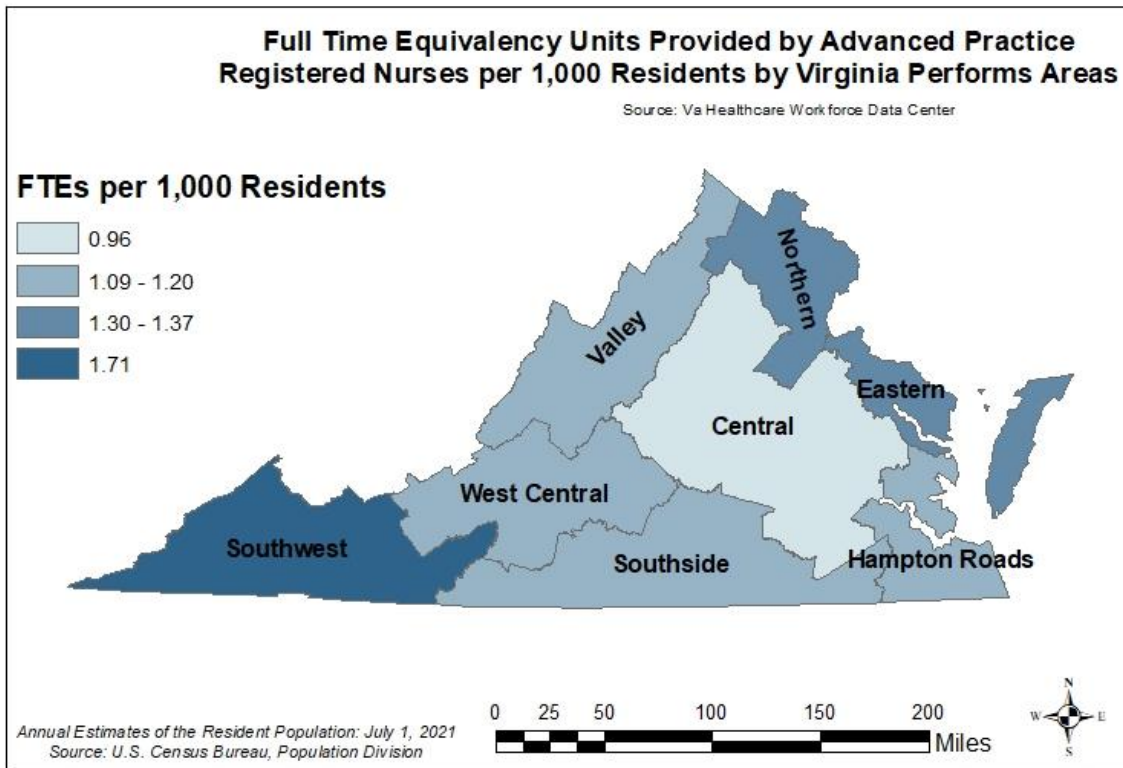 Full Time Equivalency Units Provided by Advanced Practice
Registered Nurses per 1,000 Residents by Virginia Performs Areas
Source: Va Healthcare Workforce Data Center
FTEs per 1,000 Residents
0.96
1.09 - 1.20
1.30 - 1.37
1.71
Northern
Valley
Eastern
Central
West Central
Southwest
Southside
Hampton Roads
Annual Estimates of the Resident Population: July 1, 2021
Source: U.S. Census Bureau, Population Division
0 25 50 100 150 200
Miles
N
W E
S